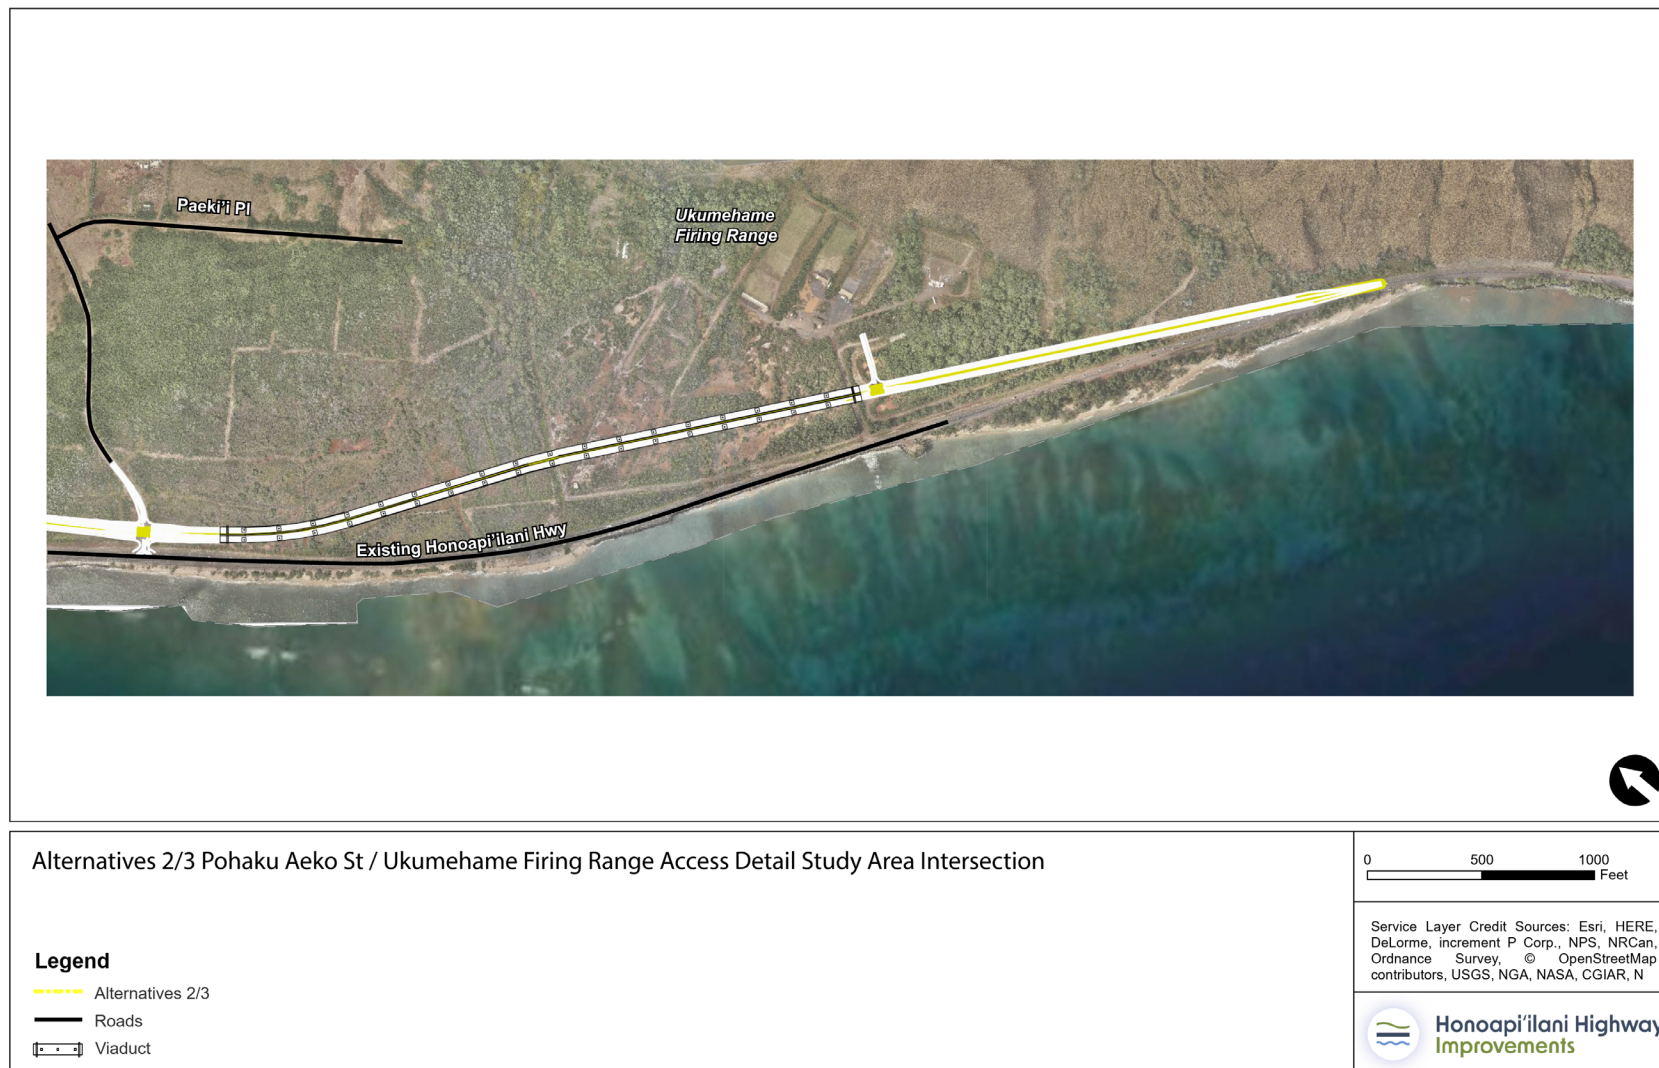 Paeki'i Pl
Ukumehame
Firing Range
Existing Honoapi'ilani Hwy
Alternatives 2/3 Pohaku Aeko St / Ukumehame Firing Range Access Detail Study Area Intersection
0 500 1000
Feet
Legend
Alternatives 2/3
Roads
Viaduct
Service Layer Credit Sources: Esri, HERE,
DeLorme, increment P Corp., NPS, NRCan,
Ordnance Survey, © OpenStreetMap
contributors, USGS, NGA, NASA, CGIAR, N
Honoapi'ilani Highway
Improvements